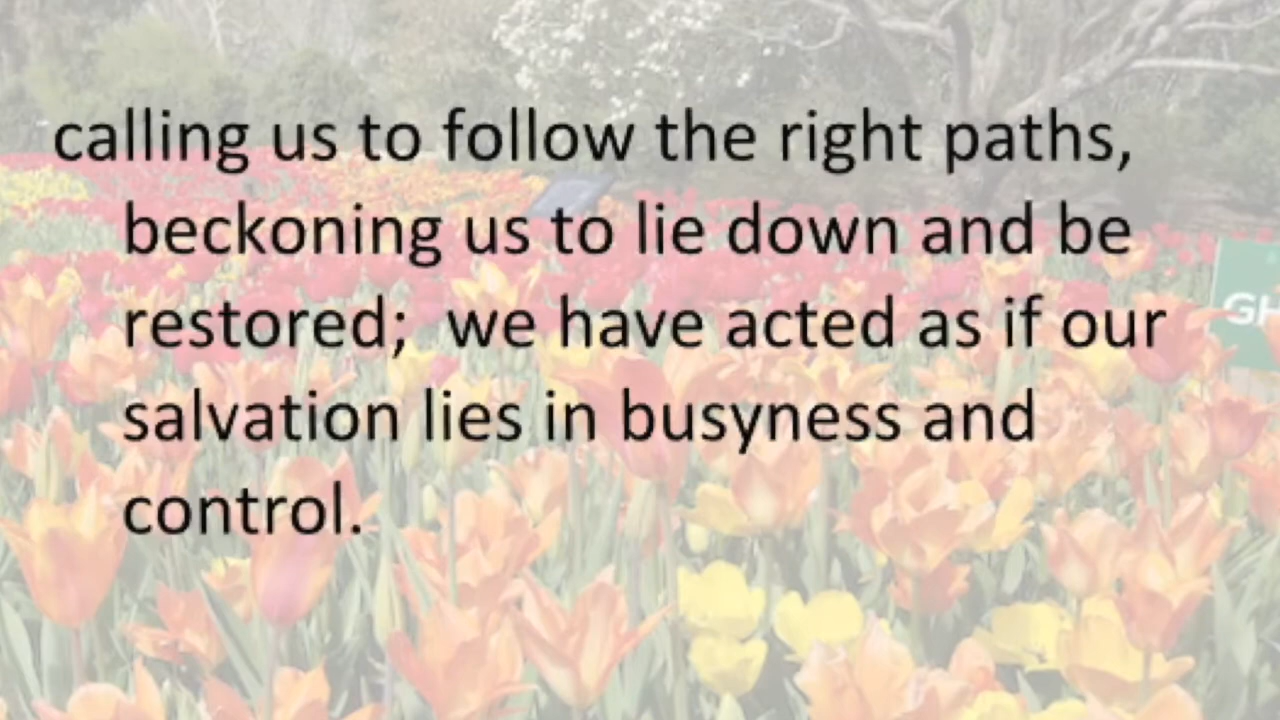 calling us to follow the right paths,
beckoning us to lie down and be
restored;  we have acted as if our
salvation lies in busyness and
control.
GH